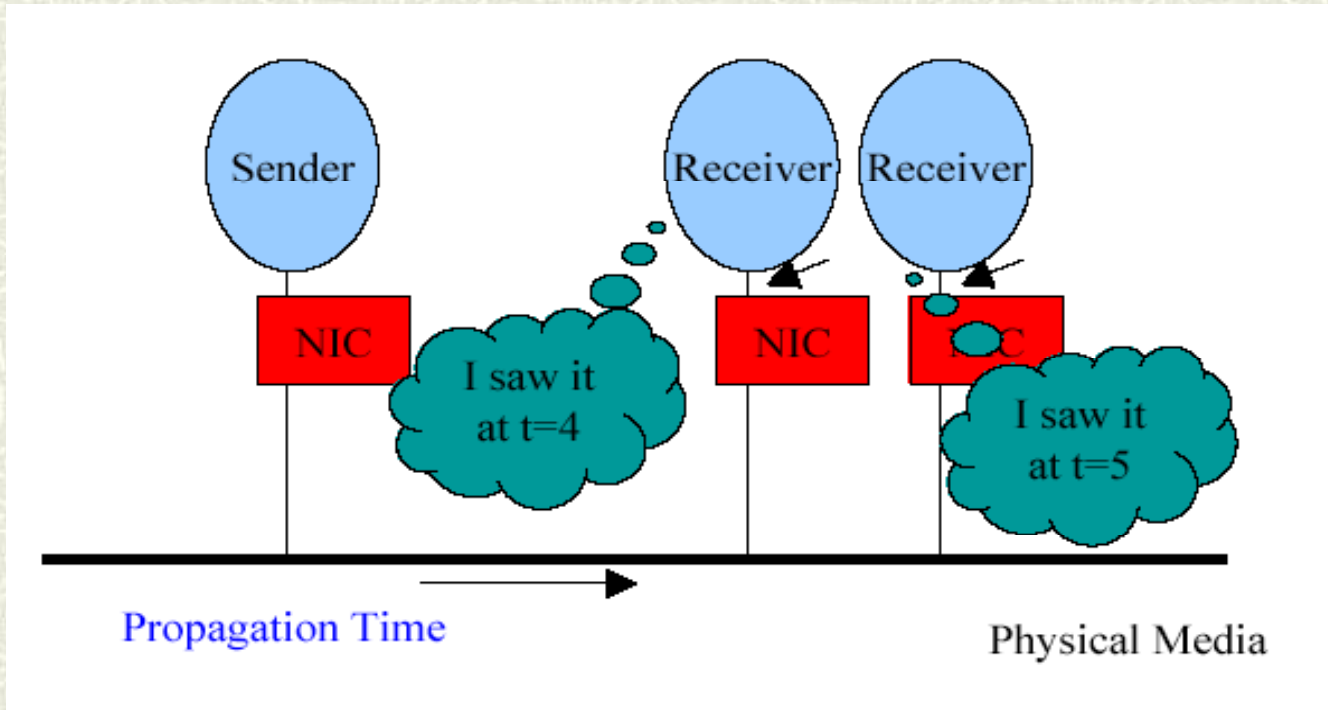 Sender
Receiver
Receiver
NIC
NIC
I saw it
at t=4
I saw it
at t=5
Propagation Time
Physical Media